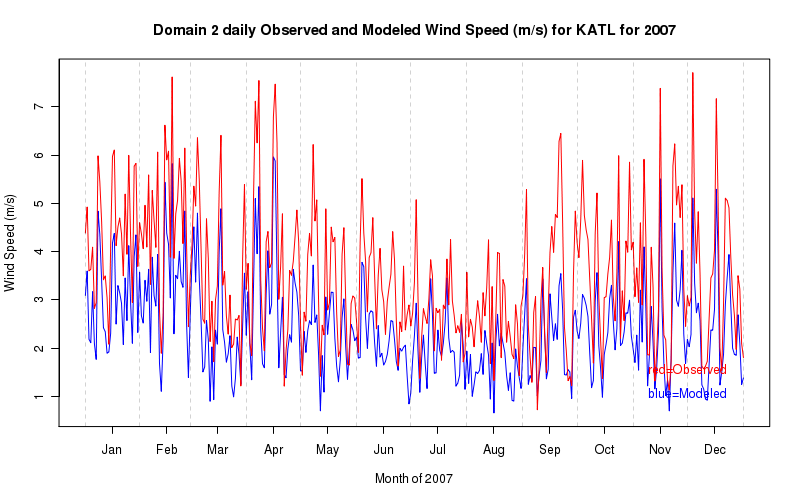 Domain 2 daily Observed and Modeled Wind Speed (m/s) for KATL for 2007
Wind Speed (m/s)
7
6
5
4
3
2
1
red=Observed
blue=Modeled
Jan Feb Mar Apr May Jun Jul Aug Sep Oct Nov Dec
Month of 2007